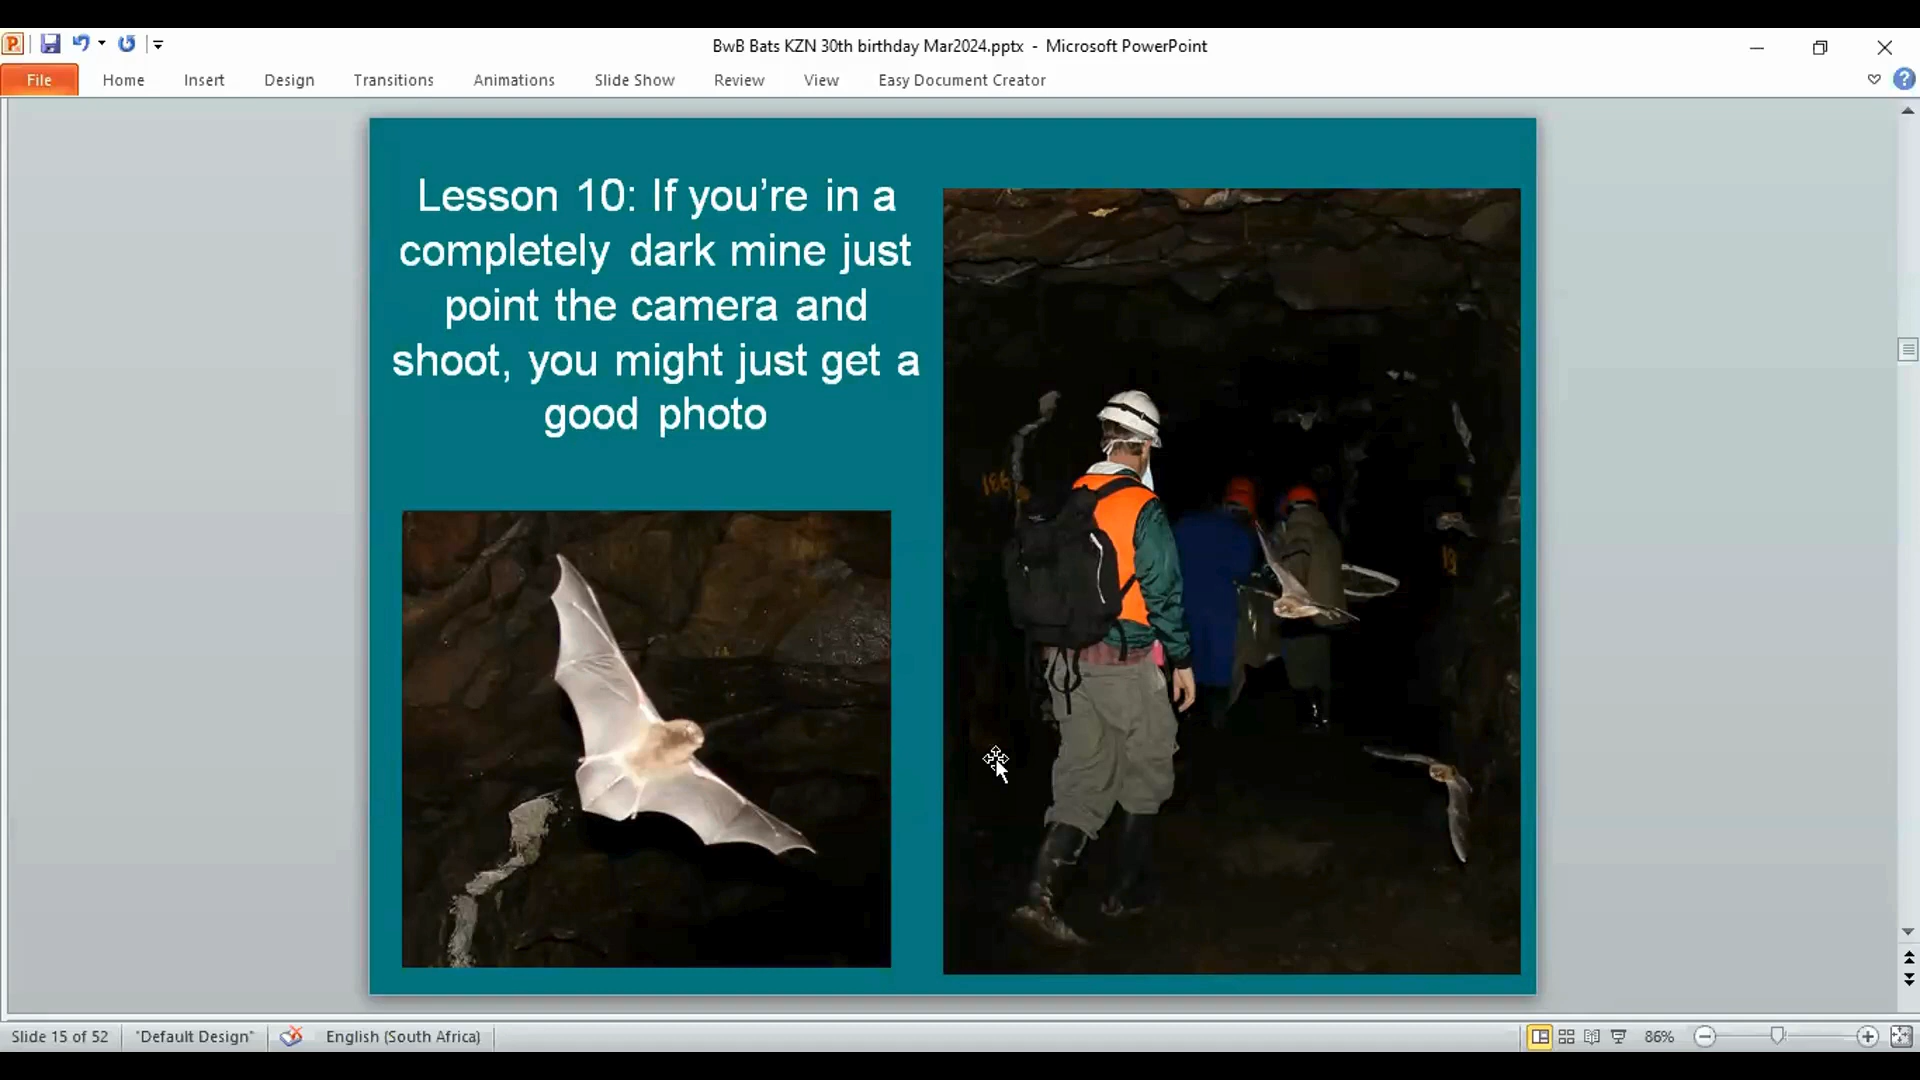 BwB Bats KZN 30th birthday Mar2024.pptx - Microsoft PowerPoint
File Home Insert Design Transitions Animations Slide Show Review View Easy Document Creator
Lesson 10: If you’re in a
completely dark mine just
point the camera and
shoot, you might just get a
good photo
186
Slide 15 of 52 "Default Design" English (South Africa) 86%